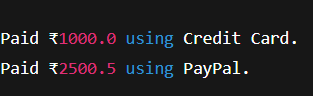 Paid ₹1000.0 using Credit Card.
Paid ₹2500.5 using PayPal.